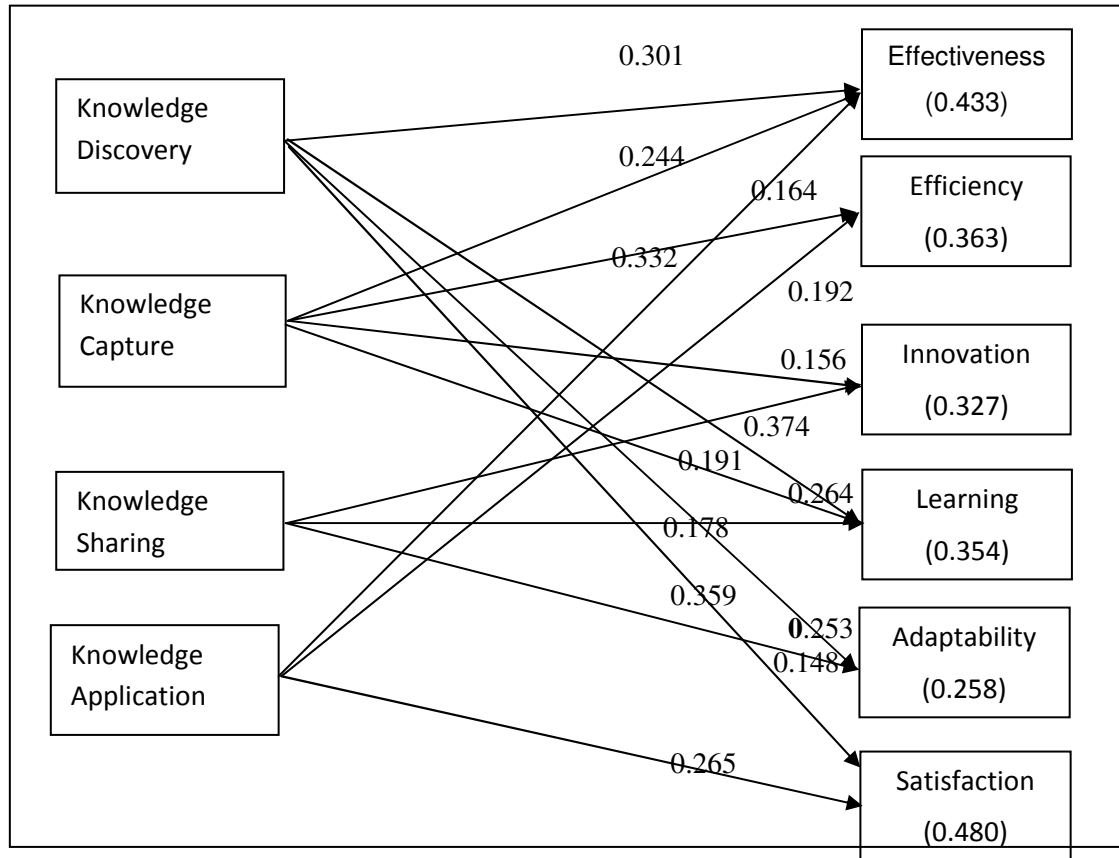 0.301
Effectiveness
(0.433)
Knowledge
Discovery
0.244
0.164
Efficiency
(0.363)
0.332
0.192
Knowledge
Capture
0.156
Innovation
(0.327)
0.374
0.191
0.264
Knowledge
Sharing
0.178
Learning
(0.354)
0.359
0.253
0.148
Adaptability
(0.258)
Knowledge
Application
0.265
Satisfaction
(0.480)